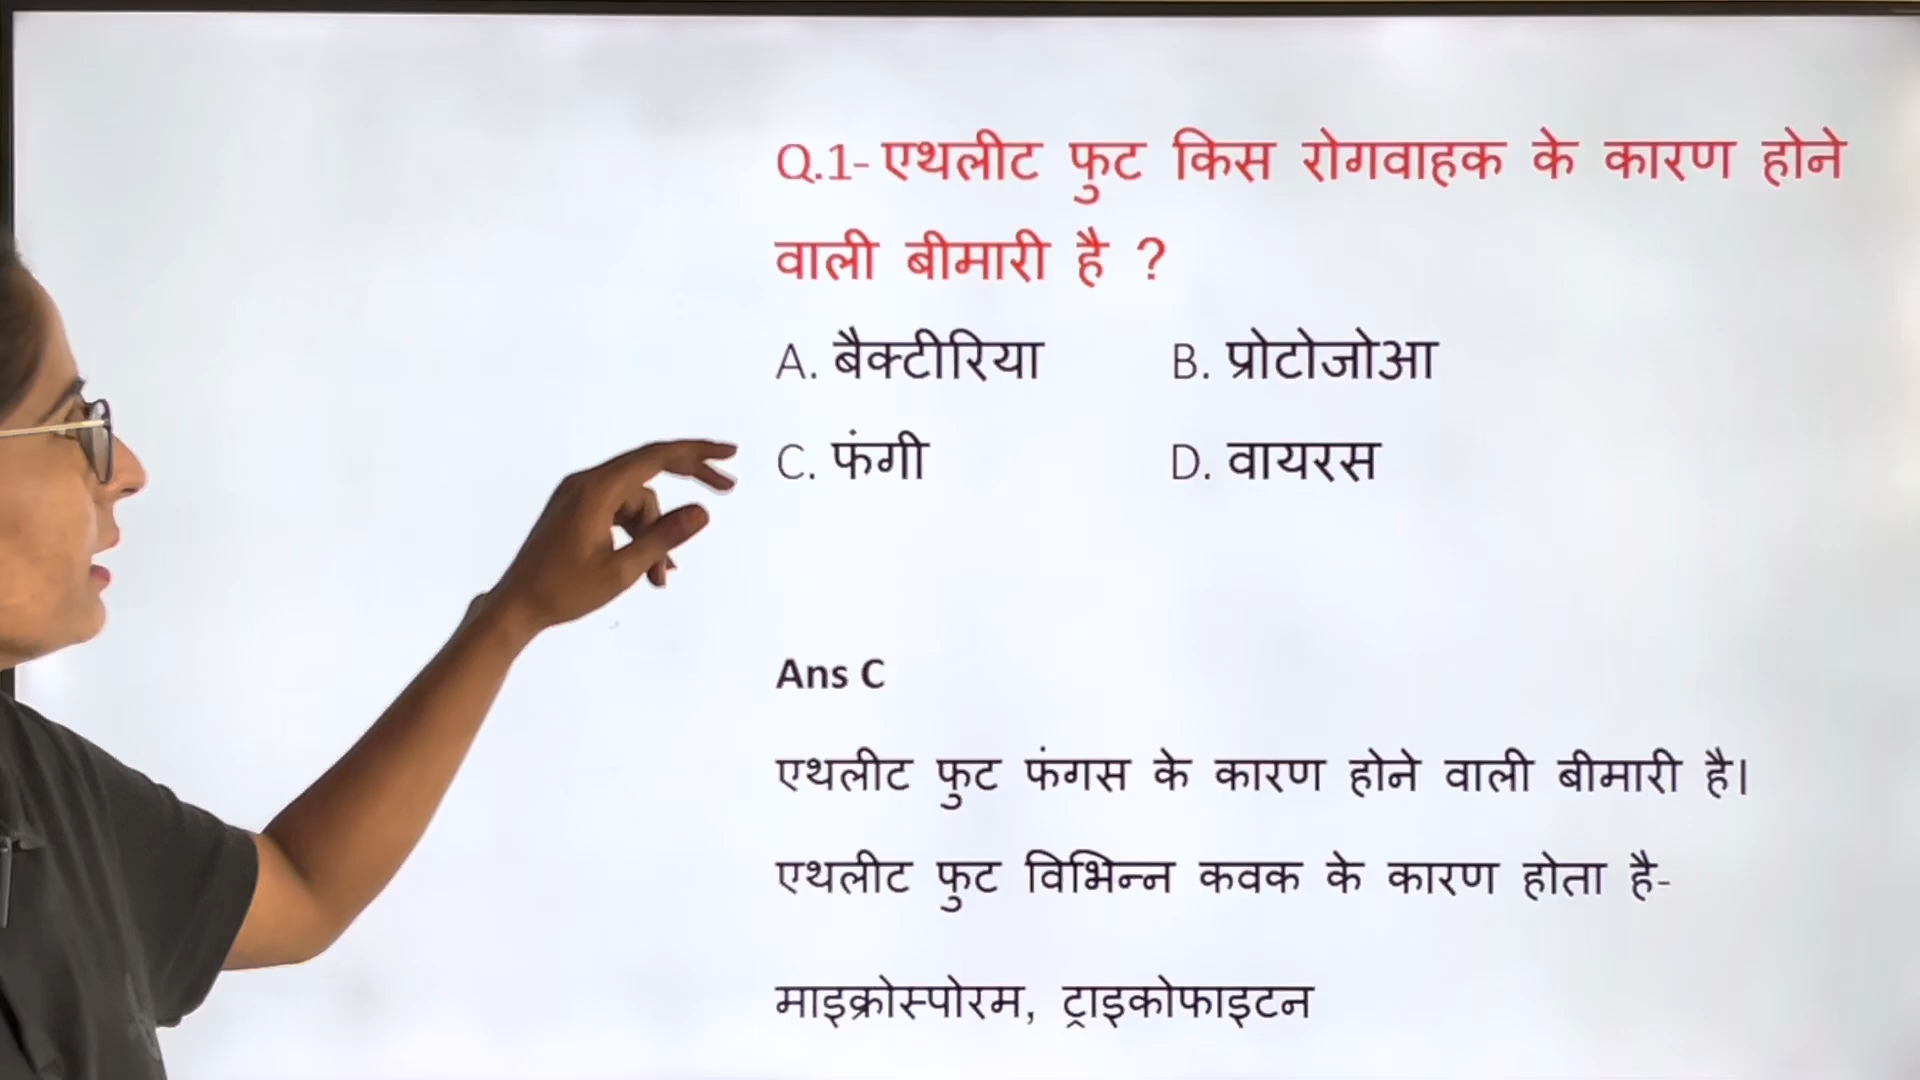 Q.1- एथलीट फुट किस रोगवाहक के कारण होने
वाली बीमारी है ?
A. बैक्टीरिया B. प्रोटोजोआ
C. फंगी D. वायरस
Ans C
एथलीट फुट फंगस के कारण होने वाली बीमारी है।
एथलीट फुट विभिन्न कवक के कारण होता है-
माइक्रोस्पोरम, ट्राइकोफाइटन